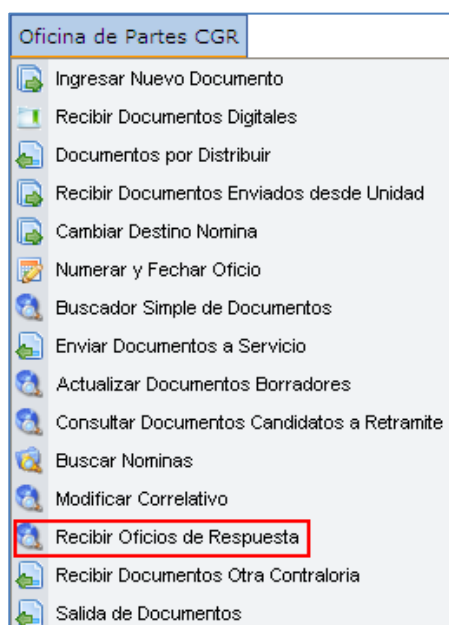 Oficina de Partes CGR
Ingresar Nuevo Documento
Recibir Documentos Digitales
Documentos por Distribuir
Recibir Documentos Enviados desde Unidad
Cambiar Destino Nomina
Numerar y Fechar Oficio
Buscador Simple de Documentos
Enviar Documentos a Servicio
Actualizar Documentos Borradores
Consultar Documentos Candidatos a Retramite
Buscar Nominas
Modificar Correlativo
Recibir Oficios de Respuesta
Recibir Documentos Otra Contraloria
Salida de Documentos